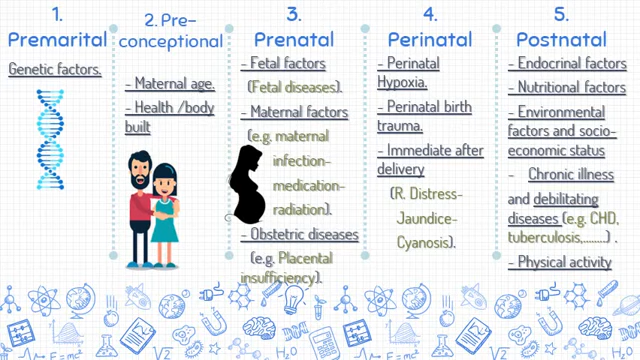 1.
Premarital
Genetic factors.
2. Pre-
conceptional
- Maternal age.
- Health /body
built
3.
Prenatal
- Fetal factors
(Fetal diseases).
- Maternal factors
(e.g. maternal
infection-
medication-
radiation).
- Obstetric diseases
(e.g. Placental
insufficiency).
4.
Perinatal
- Perinatal
Hypoxia.
- Perinatal birth
trauma.
- Immediate after
delivery
(R. Distress-
Jaundice-
Cyanosis).
5.
Postnatal
- Endocrinal factors
- Nutritional factors
- Environmental
factors and socio-
economic status
- Chronic illness
and debilitating
diseases (e.g. CHD,
tuberculosis,........) .
- Physical activity
E=mc²
√2
H₂O